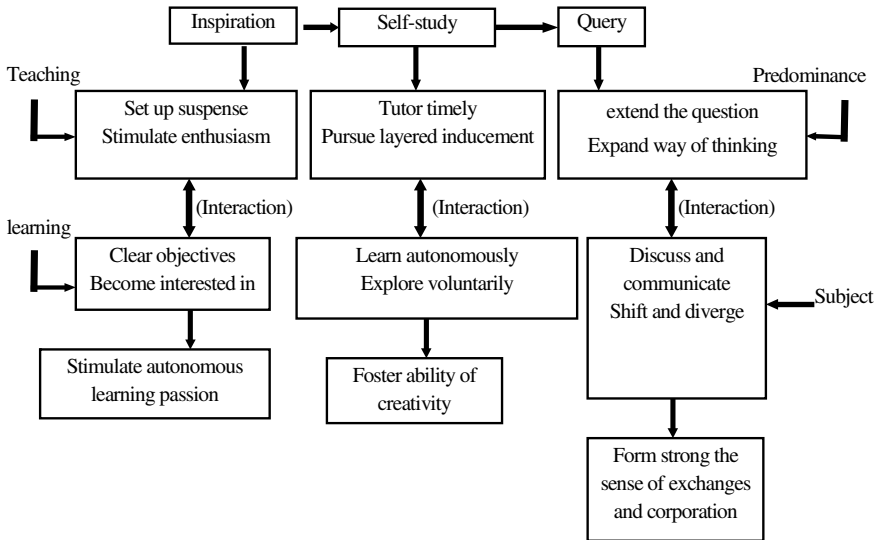 Inspiration
Self-study
Query
Teaching
Predominance
Set up suspense
Stimulate enthusiasm
Tutor timely
Pursue layered inducement
extend the question
Expand way of thinking
(Interaction)
(Interaction)
(Interaction)
learning
Clear objectives
Become interested in
Learn autonomously
Explore voluntarily
Discuss and
communicate
Shift and diverge
Subject
Stimulate autonomous
learning passion
Foster ability of
creativity
Form strong the
sense of exchanges
and corporation